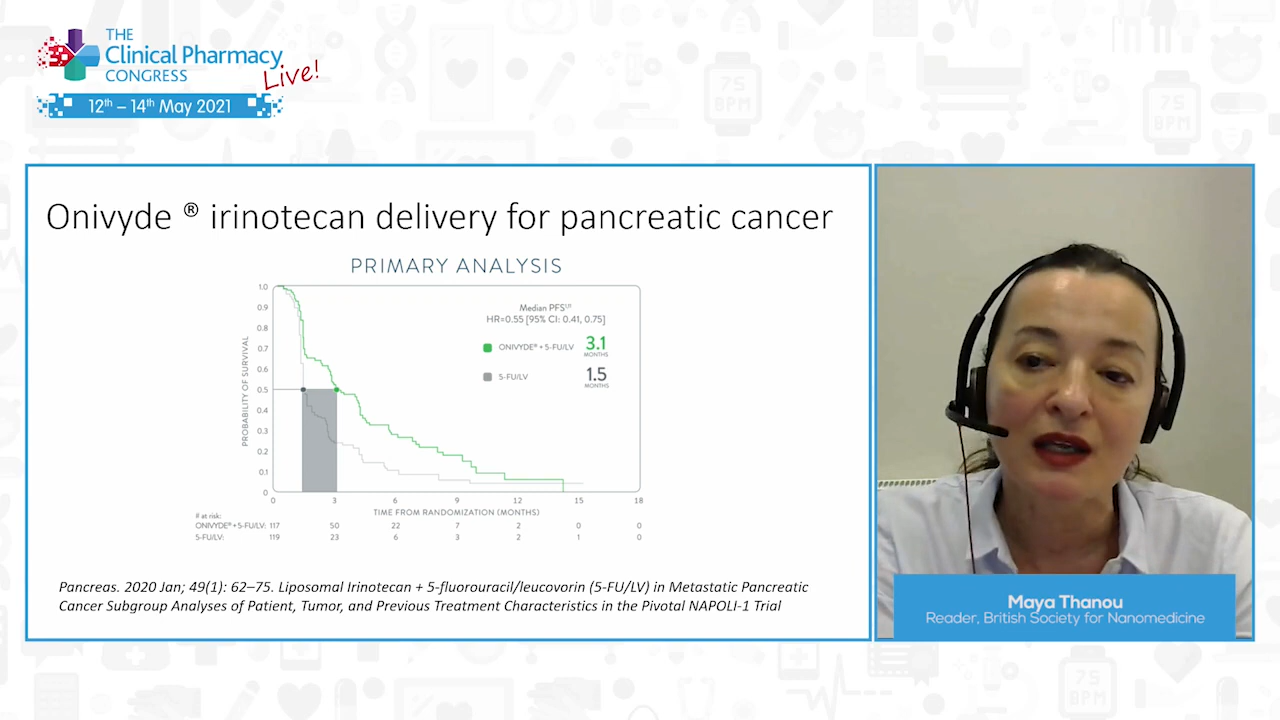 THE
Clinical Pharmacy
CONGRESS
Live!
12th – 14th May 2021
Onivyde ® irinotecan delivery for pancreatic cancer
PRIMARY ANALYSIS
PROBABILITY OF SURVIVAL
1.0
0.9
0.8
0.7
0.6
0.5
0.4
0.3
0.2
0.1
0
Median PFS
HR=0.55 [95% CI: 0.41, 0.75]
ONIVYDE® + 5-FU/LV 3.1
MONTHS
5-FU/LV 1.5
MONTHS
0 3 6 9 12 15 18
TIME FROM RANDOMIZATION (MONTHS)
# at risk:
ONIVYDE® + 5-FU/LV: 117 50 22 7 2 0 0
5-FU/LV: 119 23 6 3 2 1 0
Pancreas. 2020 Jan; 49(1): 62–75. Liposomal Irinotecan + 5-fluorouracil/leucovorin (5-FU/LV) in Metastatic Pancreatic
Cancer Subgroup Analyses of Patient, Tumor, and Previous Treatment Characteristics in the Pivotal NAPOLI-1 Trial
Maya Thanou
Reader, British Society for Nanomedicine
75
BPM
75
BPM
75
BPM